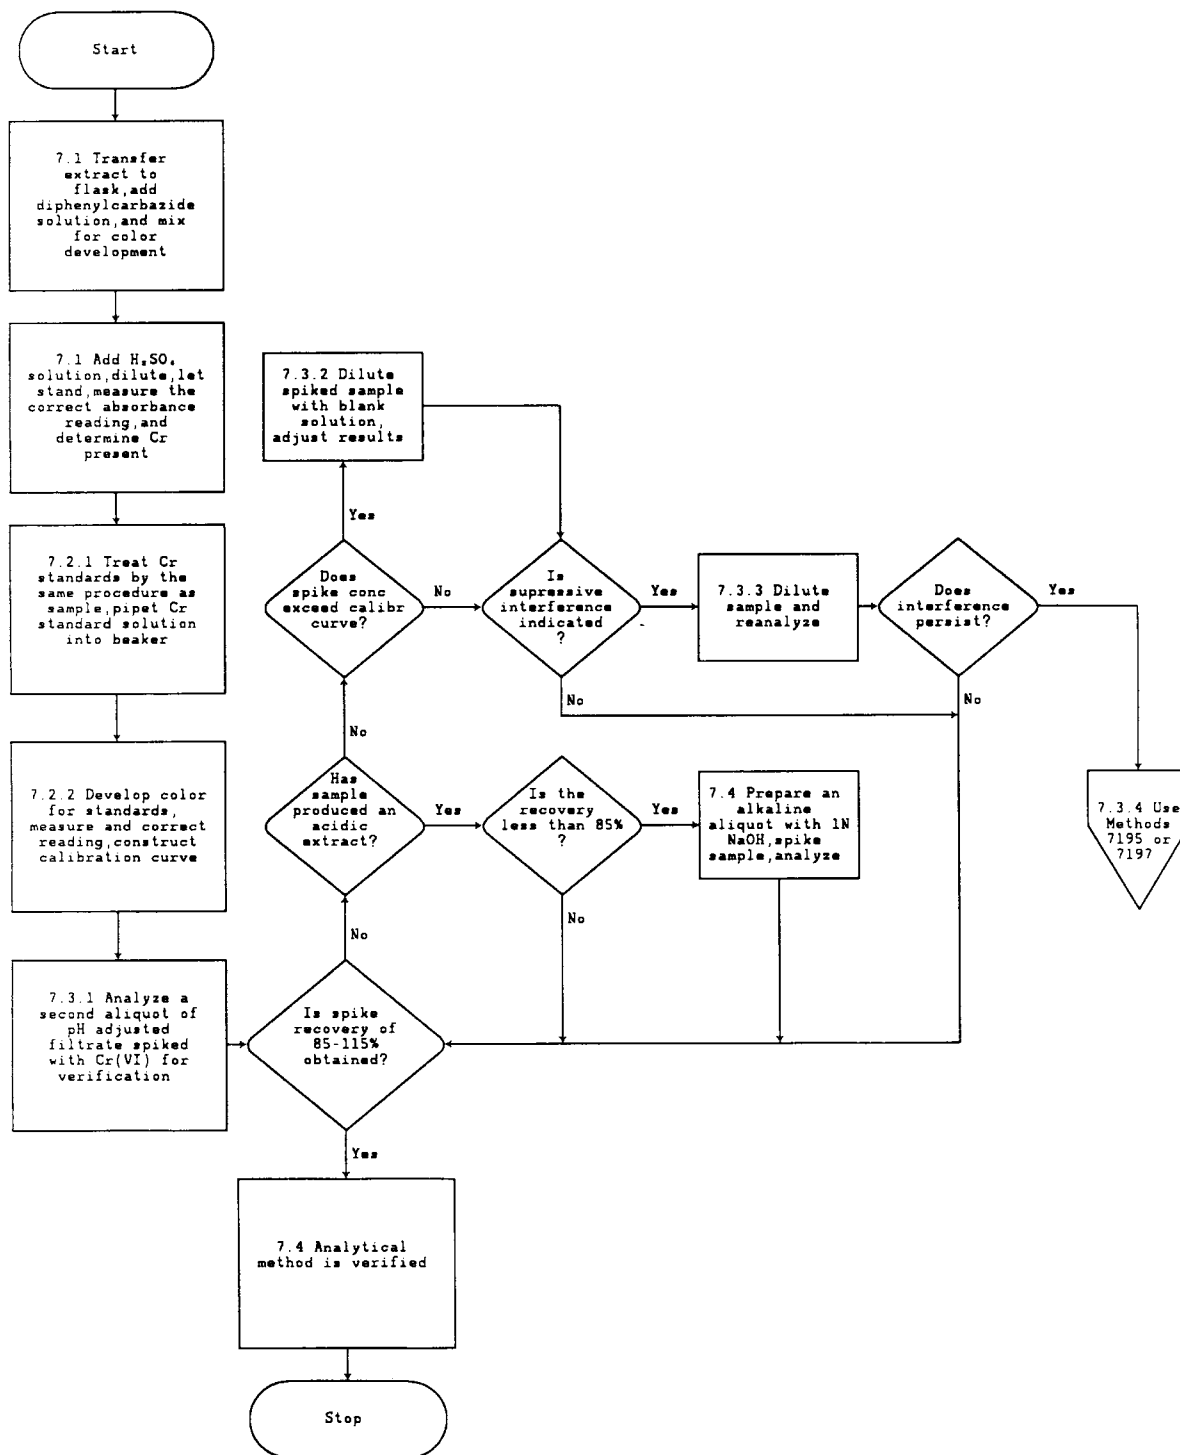 Start
7.1 Transfer
extract to
flask,add
diphenylcarbazide
solution,and mix
for color
development
7.1 Add H₂SO₄
solution,dilute,let
stand,measure the
correct absorbance
reading,and
determine Cr
present
7.2.1 Treat Cr
standards by the
same procedure as
sample,pipet Cr
standard solution
into beaker
7.2.2 Develop color
for standards,
measure and correct
reading,construct
calibration curve
7.3.1 Analyze a
second aliquot of
pH adjusted
filtrate spiked
with Cr(VI) for
verification
7.3.2 Dilute
spiked sample
with blank
solution,
adjust results
Yes
Does
spike conc
exceed calibr
curve?
No
Is
supressive
interference
indicated
?
Yes
7.3.3 Dilute
sample and
reanalyze
Does
interference
persist?
Yes
No
No
No
Has
sample
produced an
acidic
extract?
Yes
Is the
recovery
less than 85%
?
Yes
7.4 Prepare an
alkaline
aliquot with 1N
NaOH,spike
sample,analyze
7.3.4 Use
Methods
7195 or
7197
No
No
Is spike
recovery of
85-115%
obtained?
Yes
7.4 Analytical
method is verified
Stop